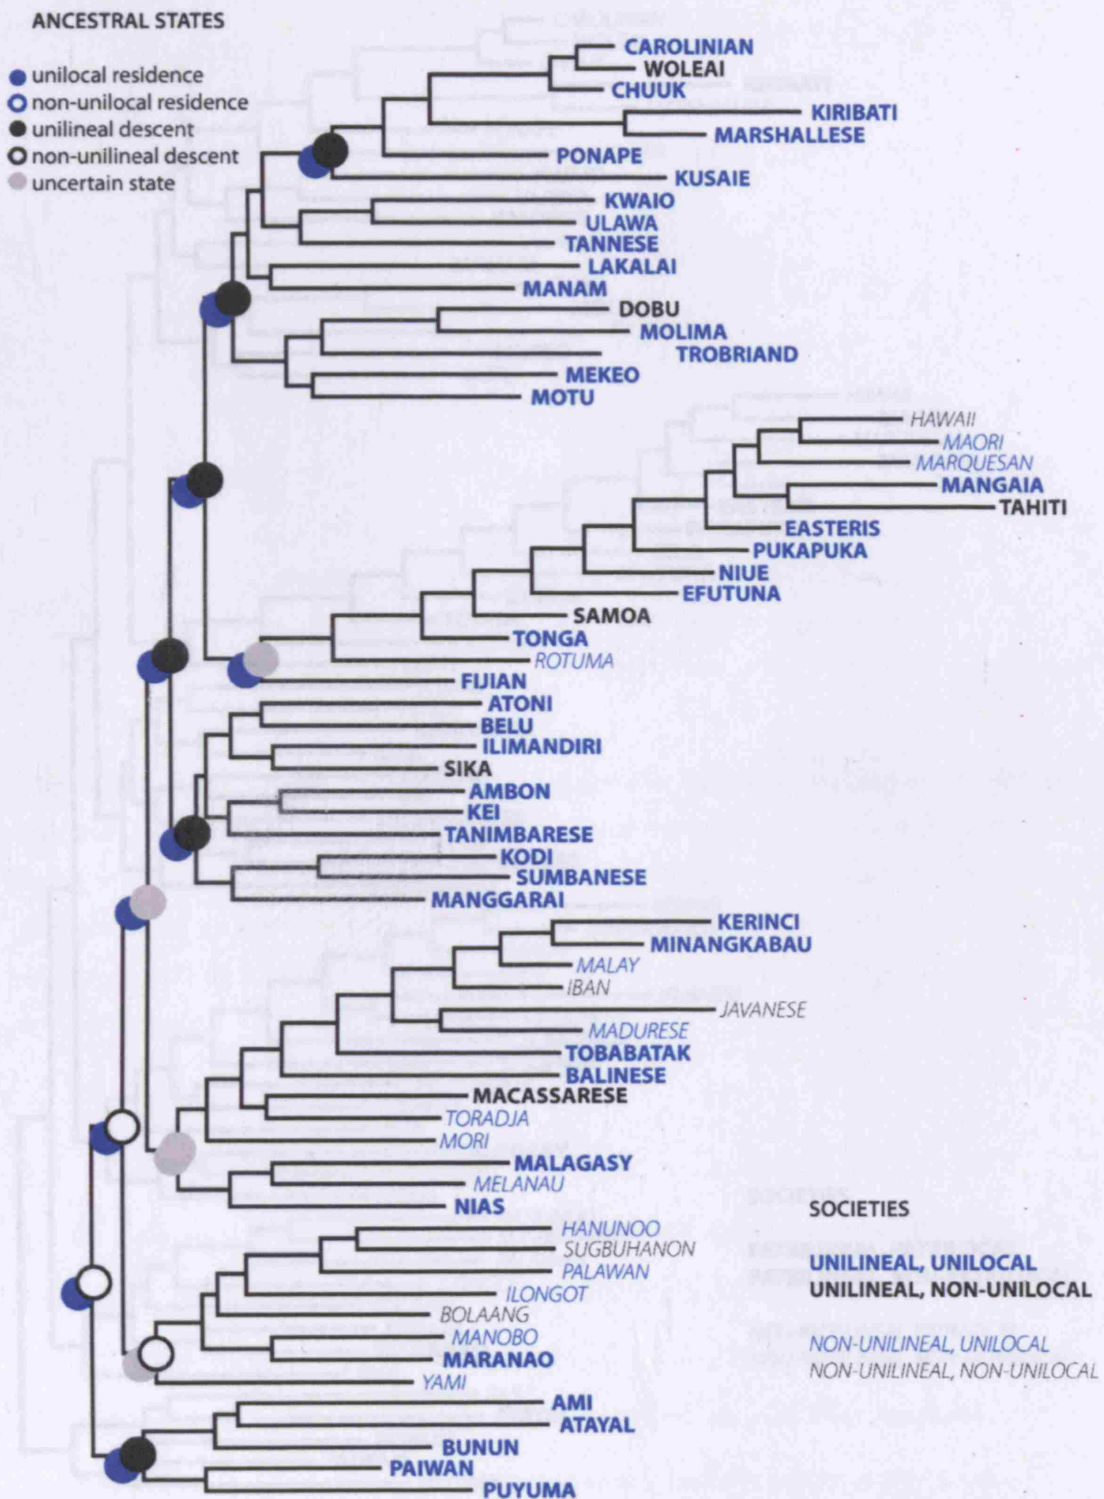 ANCESTRAL STATES
unilocal residence
non-unilocal residence
unilineal descent
non-unilineal descent
uncertain state
CAROLINIAN
WOLEAI
CHUUK
KIRIBATI
MARSHALLESE
PONAPE
KUSAIE
KWAIO
ULAWA
TANNESE
LAKALAI
MANAM
DOBU
MOLIMA
TROBRIAND
MEKEO
MOTU
HAWAII
MAORI
MARQUESAN
MANGAIA
TAHITI
EASTERIS
PUKAPUKA
NIUE
EFUTUNA
SAMOA
TONGA
ROTUMA
FIJIAN
ATONI
BELU
ILIMANDIRI
SIKA
AMBON
KEI
TANIMBARESE
KODI
SUMBANESE
MANGGARAI
KERINCI
MINANGKABAU
MALAY
IBAN
JAVANESE
MADURESE
TOBABATAK
BALINESE
MACASSARESE
TORADJA
MORI
MALAGASY
MELANAU
NIAS
HANUNOO
SUGBUHANON
PALAWAN
ILONGOT
BOLAANG
MANOBO
MARANAO
YAMI
AMI
ATAYAL
BUNUN
PAIWAN
PUYUMA
SOCIETIES
UNILINEAL, UNILOCAL
UNILINEAL, NON-UNILOCAL
NON-UNILINEAL, UNILOCAL
NON-UNILINEAL, NON-UNILOCAL